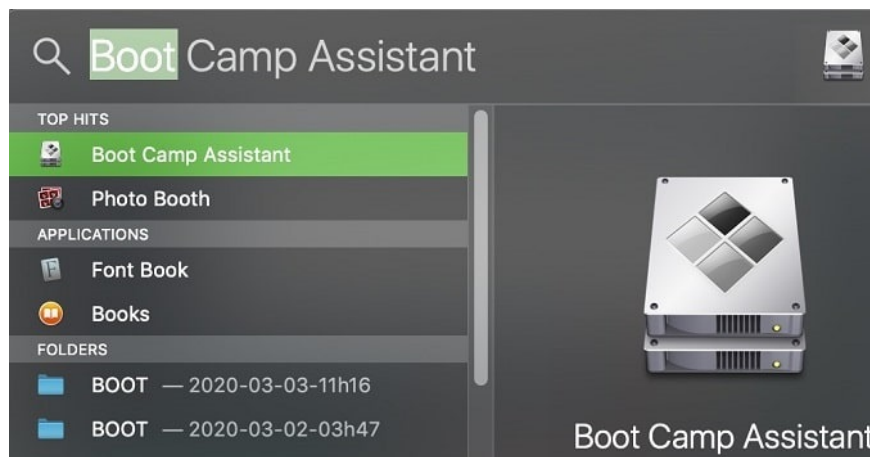 Boot Camp Assistant
TOP HITS
Boot Camp Assistant
Photo Booth
APPLICATIONS
Font Book
Books
FOLDERS
BOOT — 2020-03-03-11h16
BOOT — 2020-03-02-03h47
Boot Camp Assistant